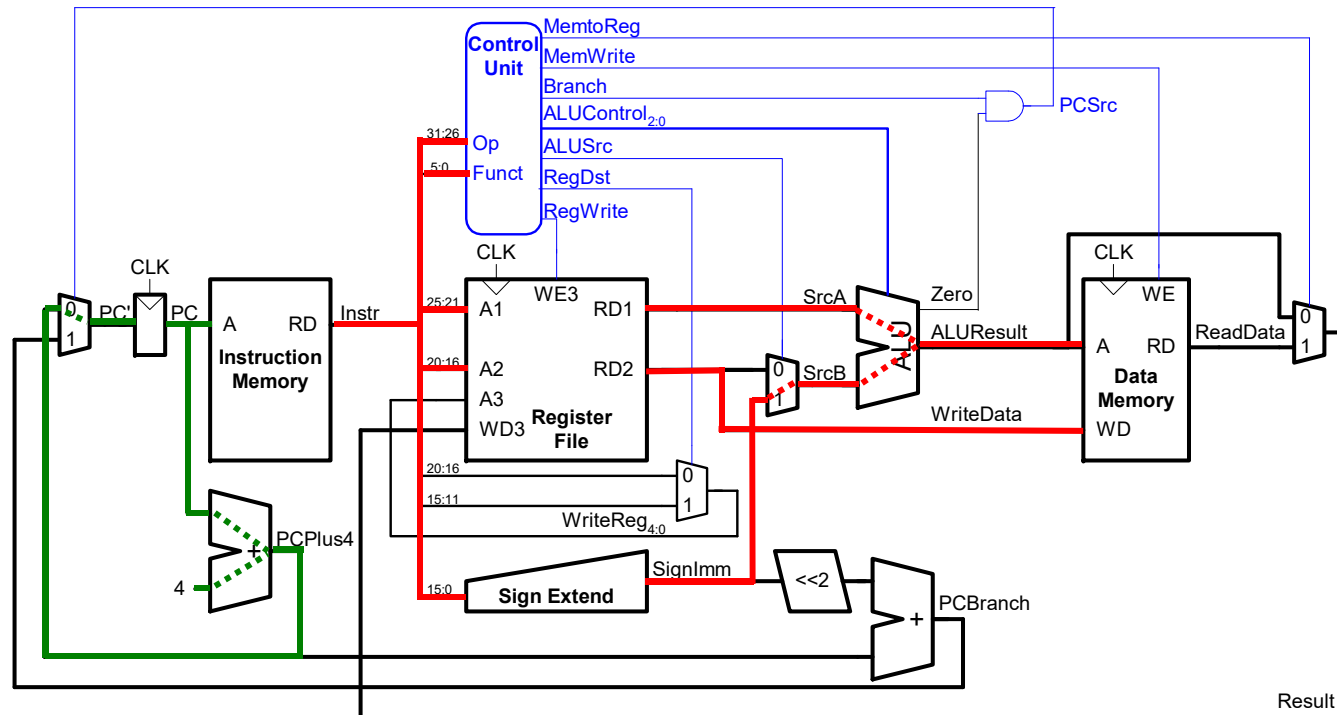 MemtoReg
Control
Unit
MemWrite
Branch
PCSrc
ALUControl2:0
31:26
Op
ALUSrc
5:0
Funct
RegDst
RegWrite
CLK
CLK
CLK
0
1
PC'
PC
A
RD
Instruction
Memory
Instr
25:21
A1
WE3
RD1
20:16
A2
RD2
A3
WD3
Register
File
SrcA
0
1
SrcB
ALU
Zero
ALUResult
WE
A
RD
Data
Memory
WD
ReadData
0
1
WriteData
20:16
0
15:11
1
WriteReg4:0
PCPlus4
+
4
SignImm
15:0
Sign Extend
<<2
+
PCBranch
Result